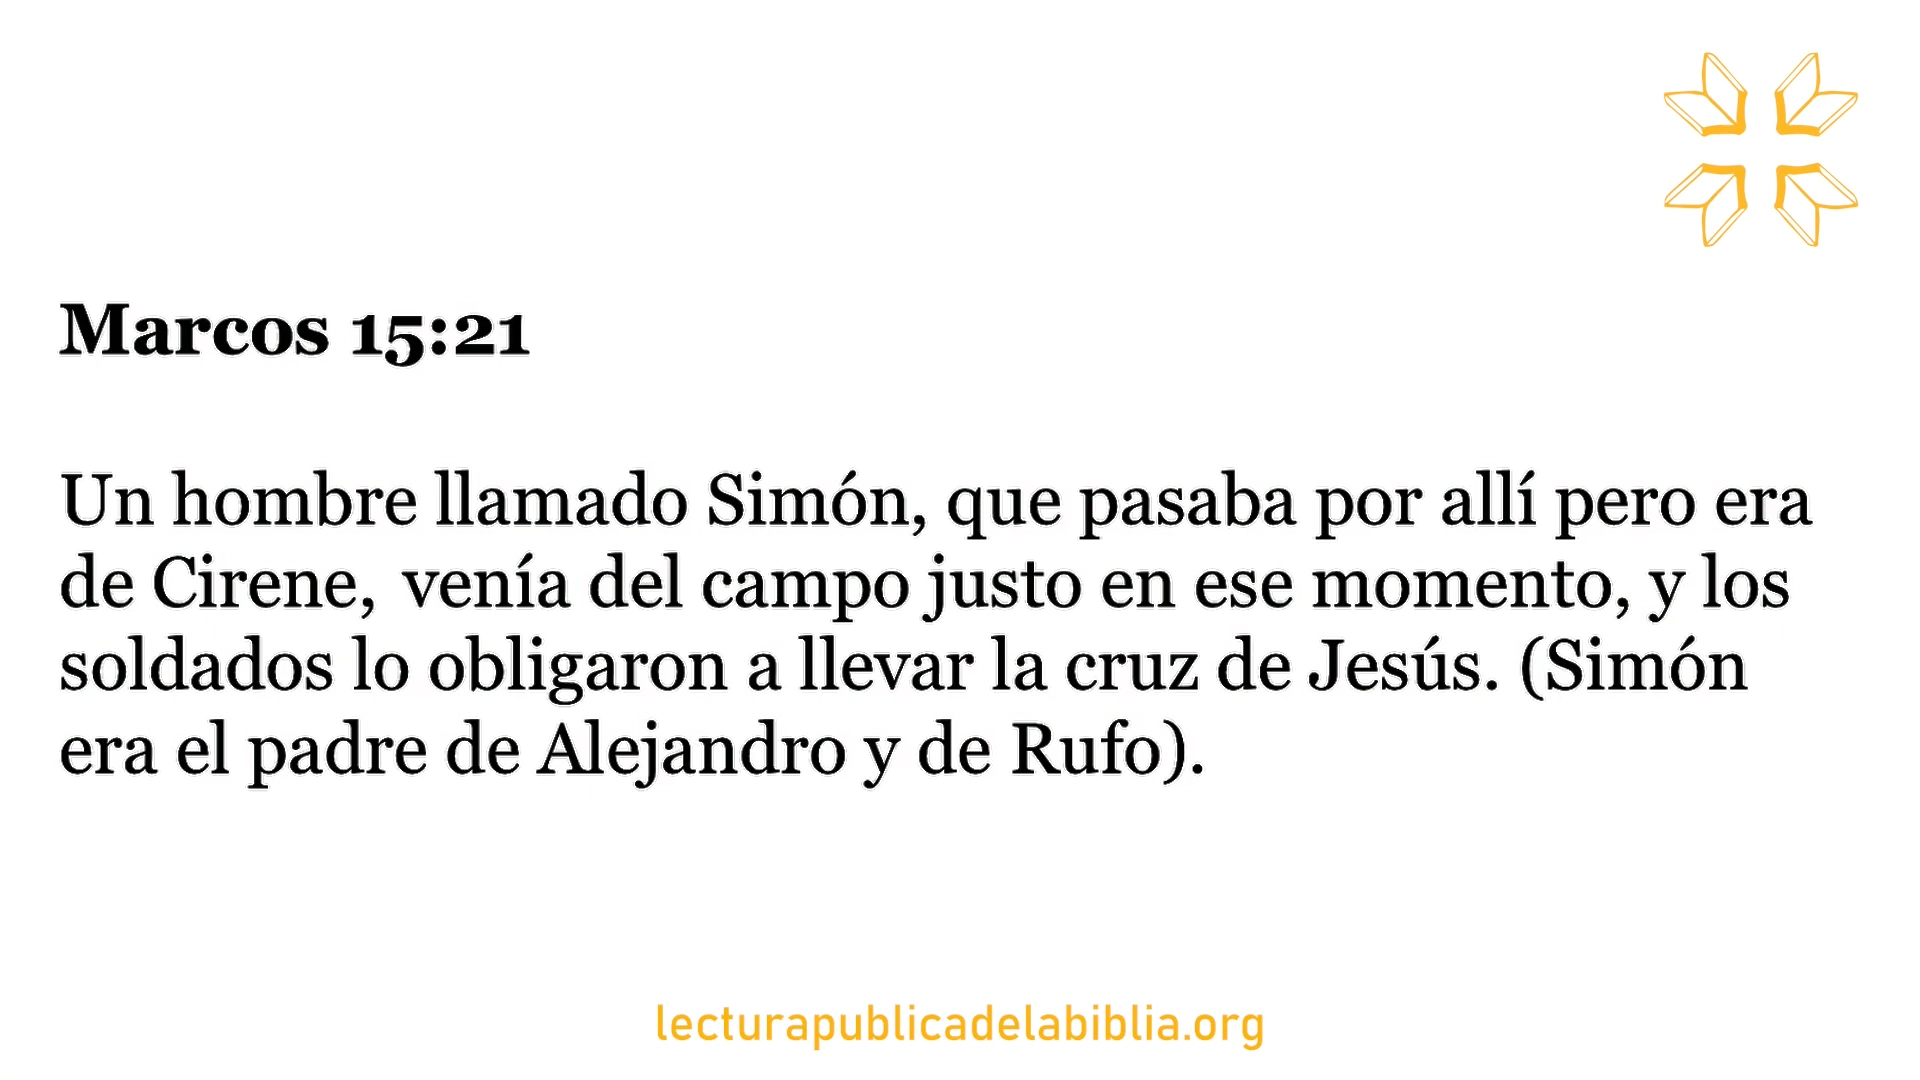 Marcos 15:21
Un hombre llamado Simón, que pasaba por allí pero era
de Cirene, venía del campo justo en ese momento, y los
soldados lo obligaron a llevar la cruz de Jesús. (Simón
era el padre de Alejandro y de Rufo).
lecturapublicadelabiblia.org